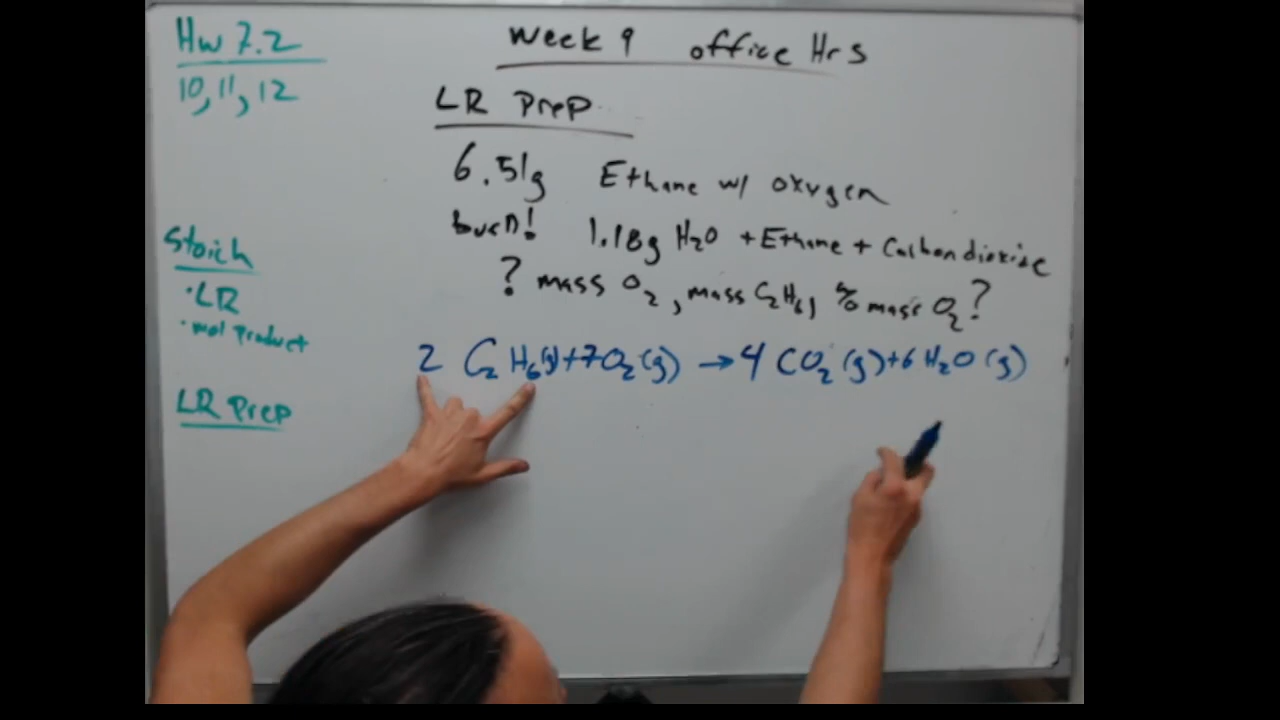 Hw 7.2
10, 11, 12
Week 9 office Hrs
LR Prep
6.51g Ethane w/ oxygen
burn! 1.18g H₂O + Ethane + Carbon dioxide
? mass O₂, mass C₂H₆, % mass O₂?
2 C₂H₆(g)+7O₂(g) → 4 CO₂(g)+6 H₂O(g)
Stoich
• LR
• mol product
LR Prep